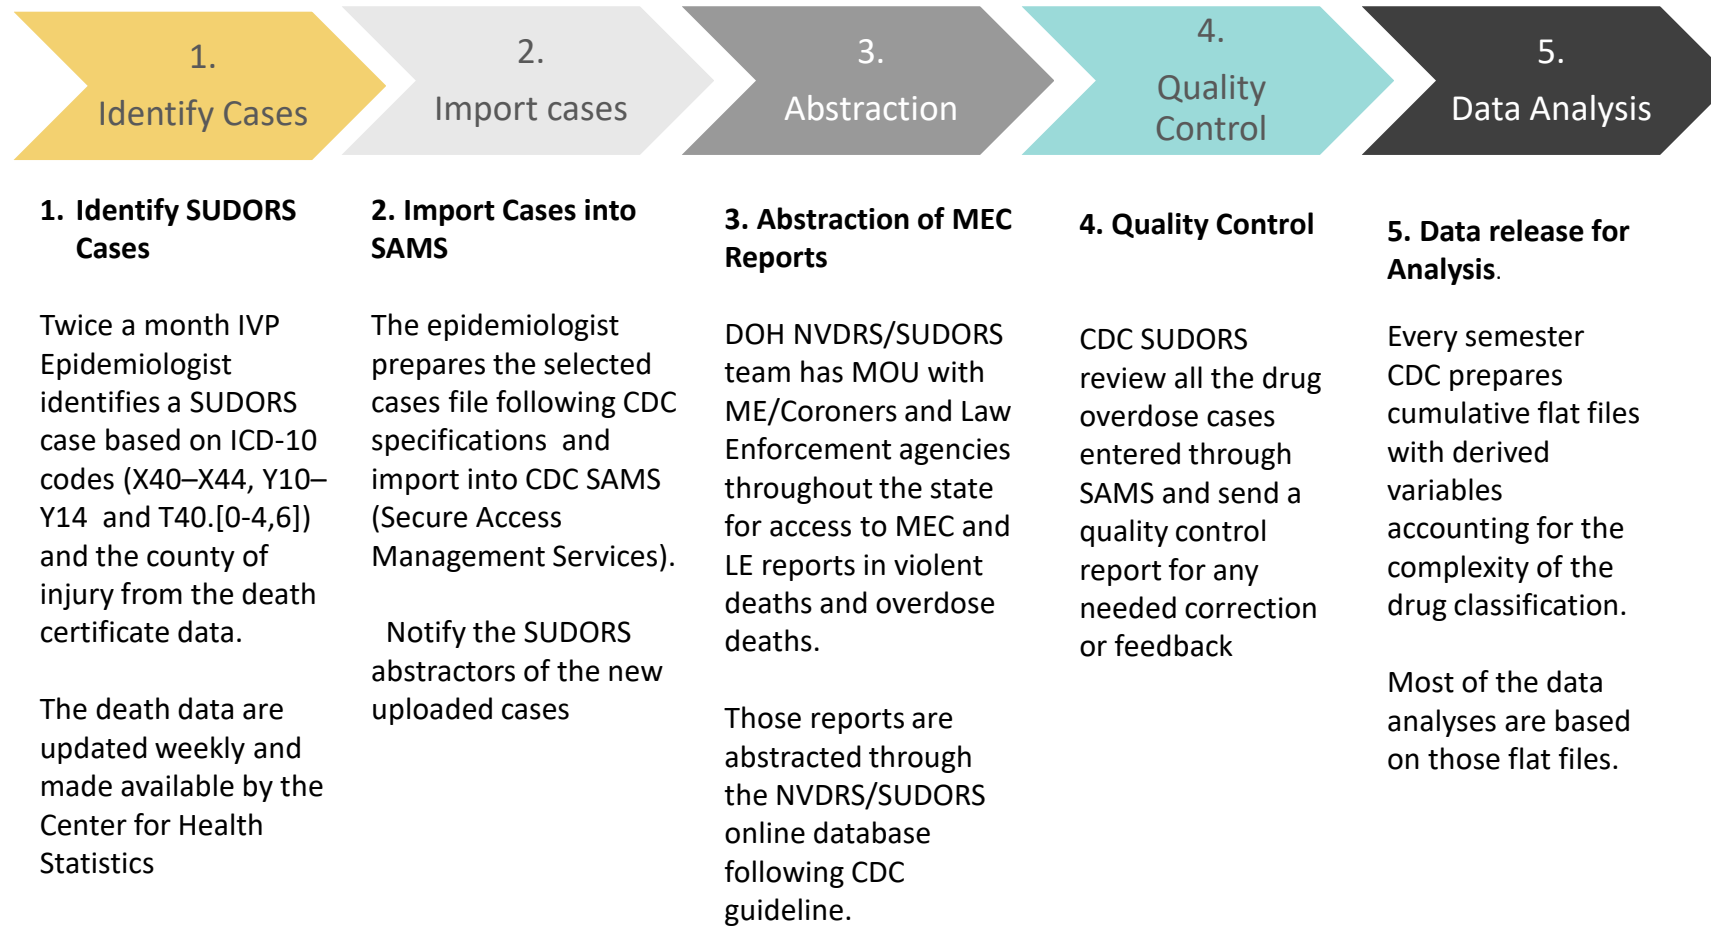 1.
Identify Cases
2.
Import cases
3.
Abstraction
4.
Quality
Control
5.
Data Analysis
1. Identify SUDORS
Cases
Twice a month IVP
Epidemiologist
identifies a SUDORS
case based on ICD-10
codes (X40–X44, Y10–
Y14 and T40.[0-4,6])
and the county of
injury from the death
certificate data.
The death data are
updated weekly and
made available by the
Center for Health
Statistics
2. Import Cases into
SAMS
The epidemiologist
prepares the selected
cases file following CDC
specifications and
import into CDC SAMS
(Secure Access
Management Services).
Notify the SUDORS
abstractors of the new
uploaded cases
3. Abstraction of MEC
Reports
DOH NVDRS/SUDORS
team has MOU with
ME/Coroners and Law
Enforcement agencies
throughout the state
for access to MEC and
LE reports in violent
deaths and overdose
deaths.
Those reports are
abstracted through
the NVDRS/SUDORS
online database
following CDC
guideline.
4. Quality Control
CDC SUDORS
review all the drug
overdose cases
entered through
SAMS and send a
quality control
report for any
needed correction
or feedback
5. Data release for
Analysis.
Every semester
CDC prepares
cumulative flat files
with derived
variables
accounting for the
complexity of the
drug classification.
Most of the data
analyses are based
on those flat files.